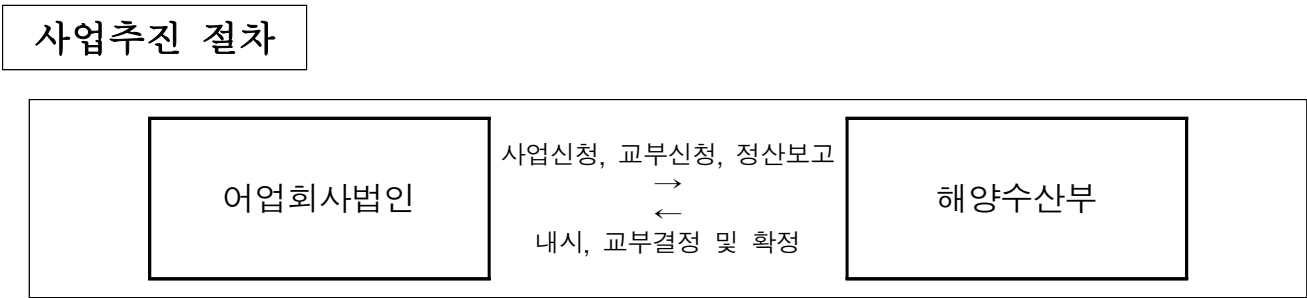 사업추진 절차
어업회사법인
사업신청, 교부신청, 정산보고
→
←
내시, 교부결정 및 확정
해양수산부